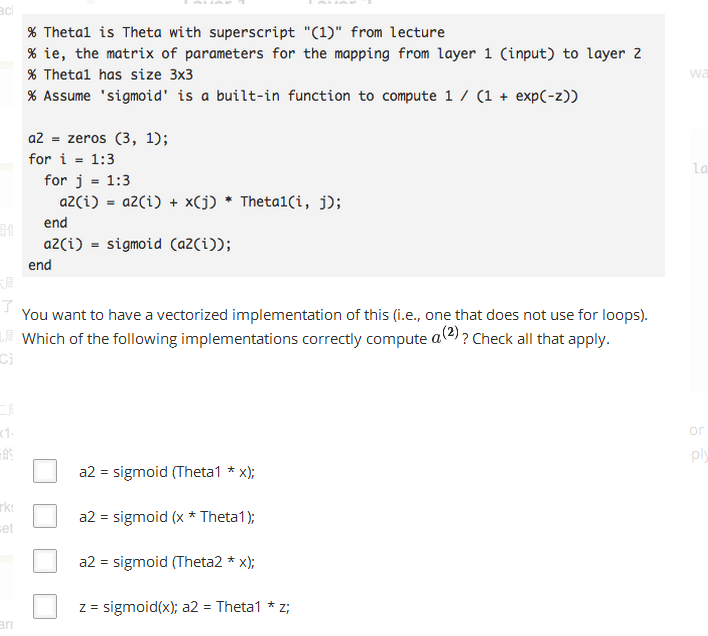 % Theta1 is Theta with superscript "(1)" from lecture
% ie, the matrix of parameters for the mapping from layer 1 (input) to layer 2
% Theta1 has size 3x3
% Assume 'sigmoid' is a built-in function to compute 1 / (1 + exp(-z))
a2 = zeros (3, 1);
for i = 1:3
for j = 1:3
a2(i) = a2(i) + x(j) * Theta1(i, j);
end
a2(i) = sigmoid (a2(i));
end
You want to have a vectorized implementation of this (i.e., one that does not use for loops).
Which of the following implementations correctly compute a⁽²⁾? Check all that apply.
a2 = sigmoid (Theta1 * x);
a2 = sigmoid (x * Theta1);
a2 = sigmoid (Theta2 * x);
z = sigmoid(x); a2 = Theta1 * z;